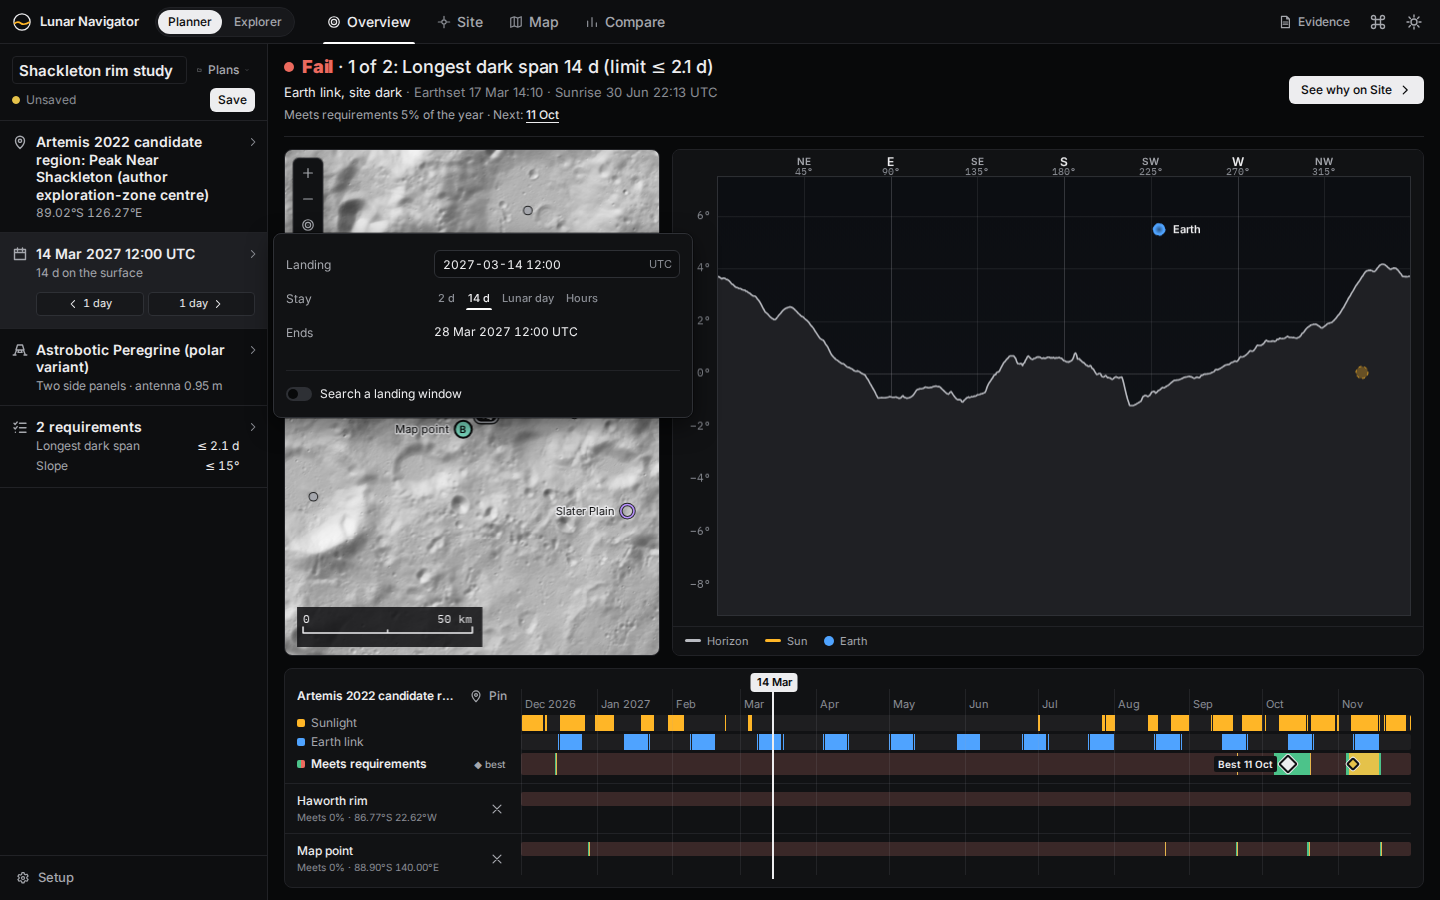 Lunar Navigator
Planner
Explorer
Overview
Site
Map
Compare
Evidence
Shackleton rim study
Plans
Unsaved
Save
Artemis 2022 candidate
region: Peak Near
Shackleton (author
exploration-zone centre)
89.02°S 126.27°E
14 Mar 2027 12:00 UTC
14 d on the surface
1 day
1 day
Astrobotic Peregrine (polar
variant)
Two side panels · antenna 0.95 m
2 requirements
Longest dark span ≤ 2.1 d
Slope ≤ 15°
Setup
Fail · 1 of 2: Longest dark span 14 d (limit ≤ 2.1 d)
Earth link, site dark · Earthset 17 Mar 14:10 · Sunrise 30 Jun 22:13 UTC
Meets requirements 5% of the year · Next: 11 Oct
See why on Site
Landing 2027-03-14 12:00 UTC
Stay 2 d 14 d Lunar day Hours
Ends 28 Mar 2027 12:00 UTC
Search a landing window
Map point B
Slater Plain
0 50 km
NE E SE S SW W NW
45° 90° 135° 180° 225° 270° 315°
6°
4°
2°
0°
−2°
−4°
−6°
−8°
Earth
Horizon Sun Earth
14 Mar
Artemis 2022 candidate r... Pin
Dec 2026 Jan 2027 Feb Mar Apr May Jun Jul Aug Sep Oct Nov
Sunlight
Earth link
Meets requirements ◆ best
Best 11 Oct
Haworth rim
Meets 0% · 86.77°S 22.62°W
Map point
Meets 0% · 88.90°S 140.00°E